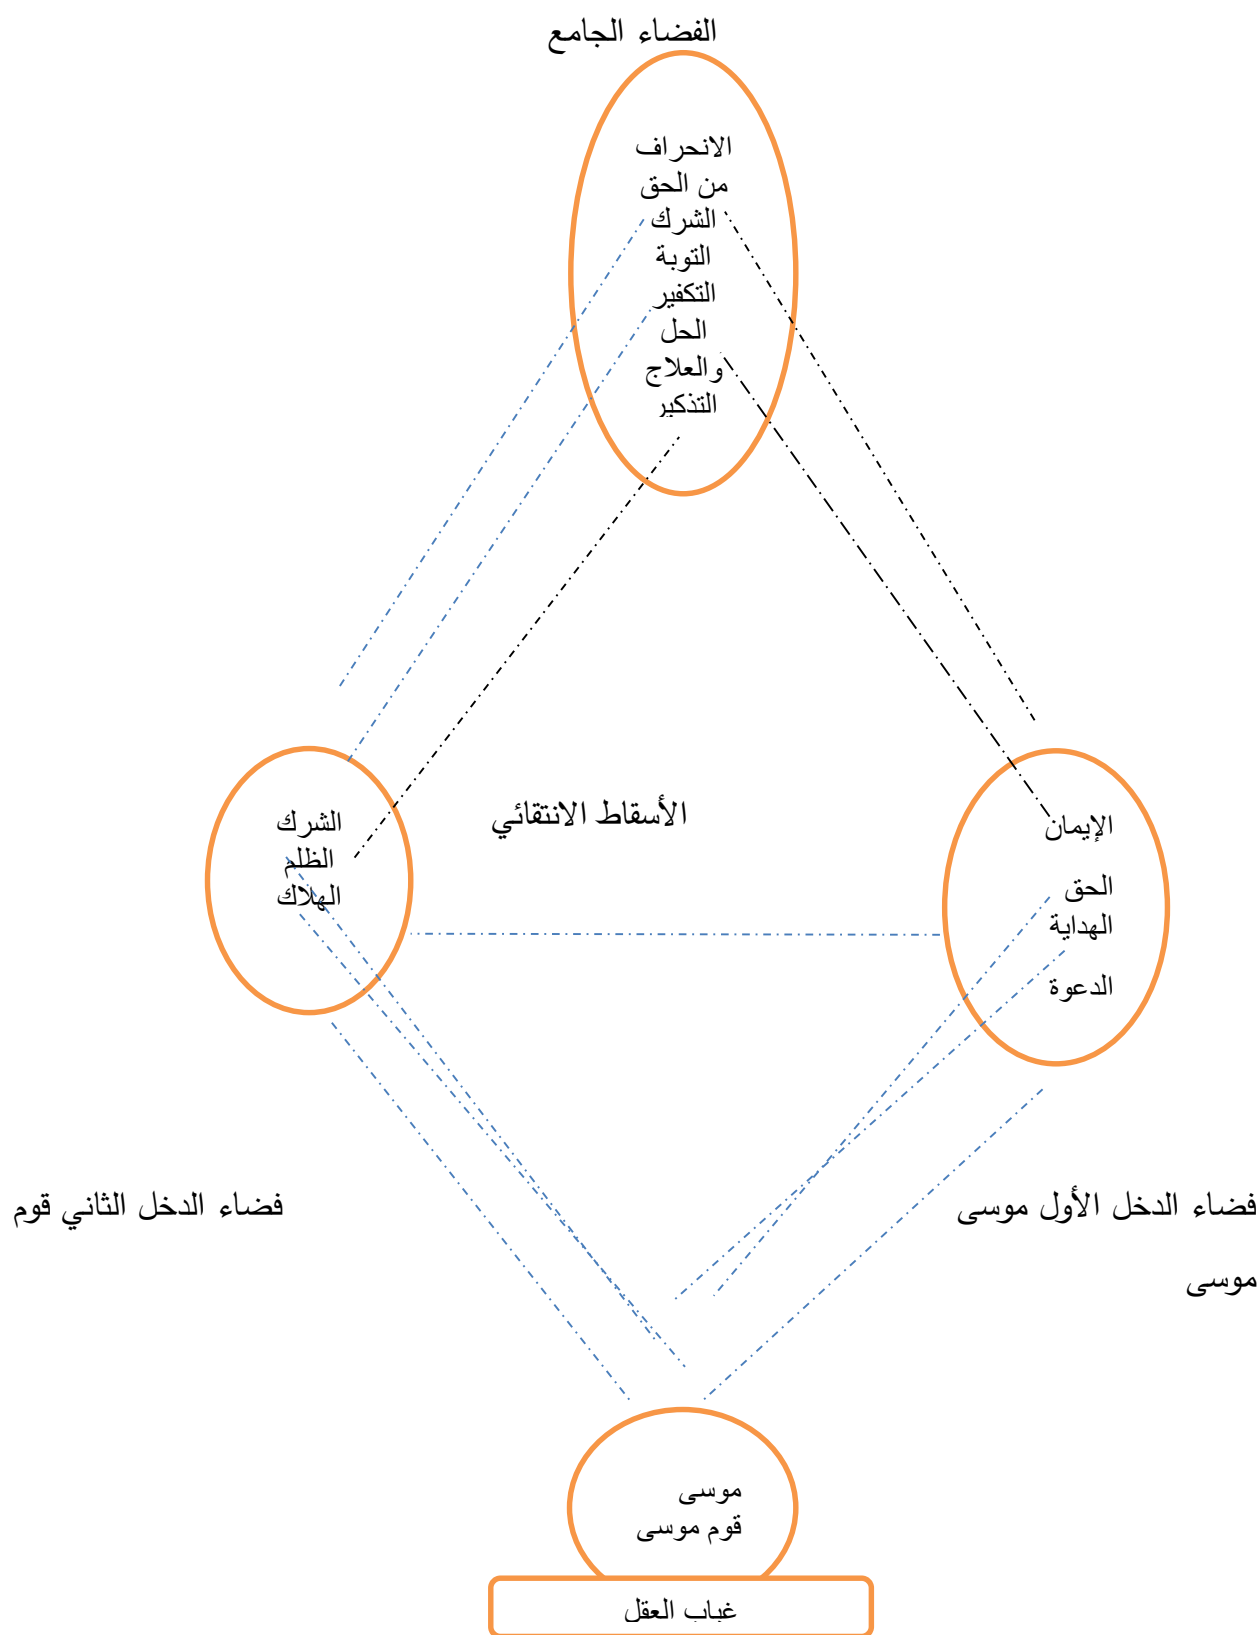 الفضاء الجامع
الانحراف
من الحق
الشرك
التوبة
التكفير
الحل
والعلاج
التذكير
الأسقاط الانتقائي
الإيمان
الحق
الهداية
الدعوة
الشرك
الظلم
الهلاك
فضاء الدخل الأول موسى
فضاء الدخل الثاني قوم
موسى
موسى
قوم موسى
غباب العقل